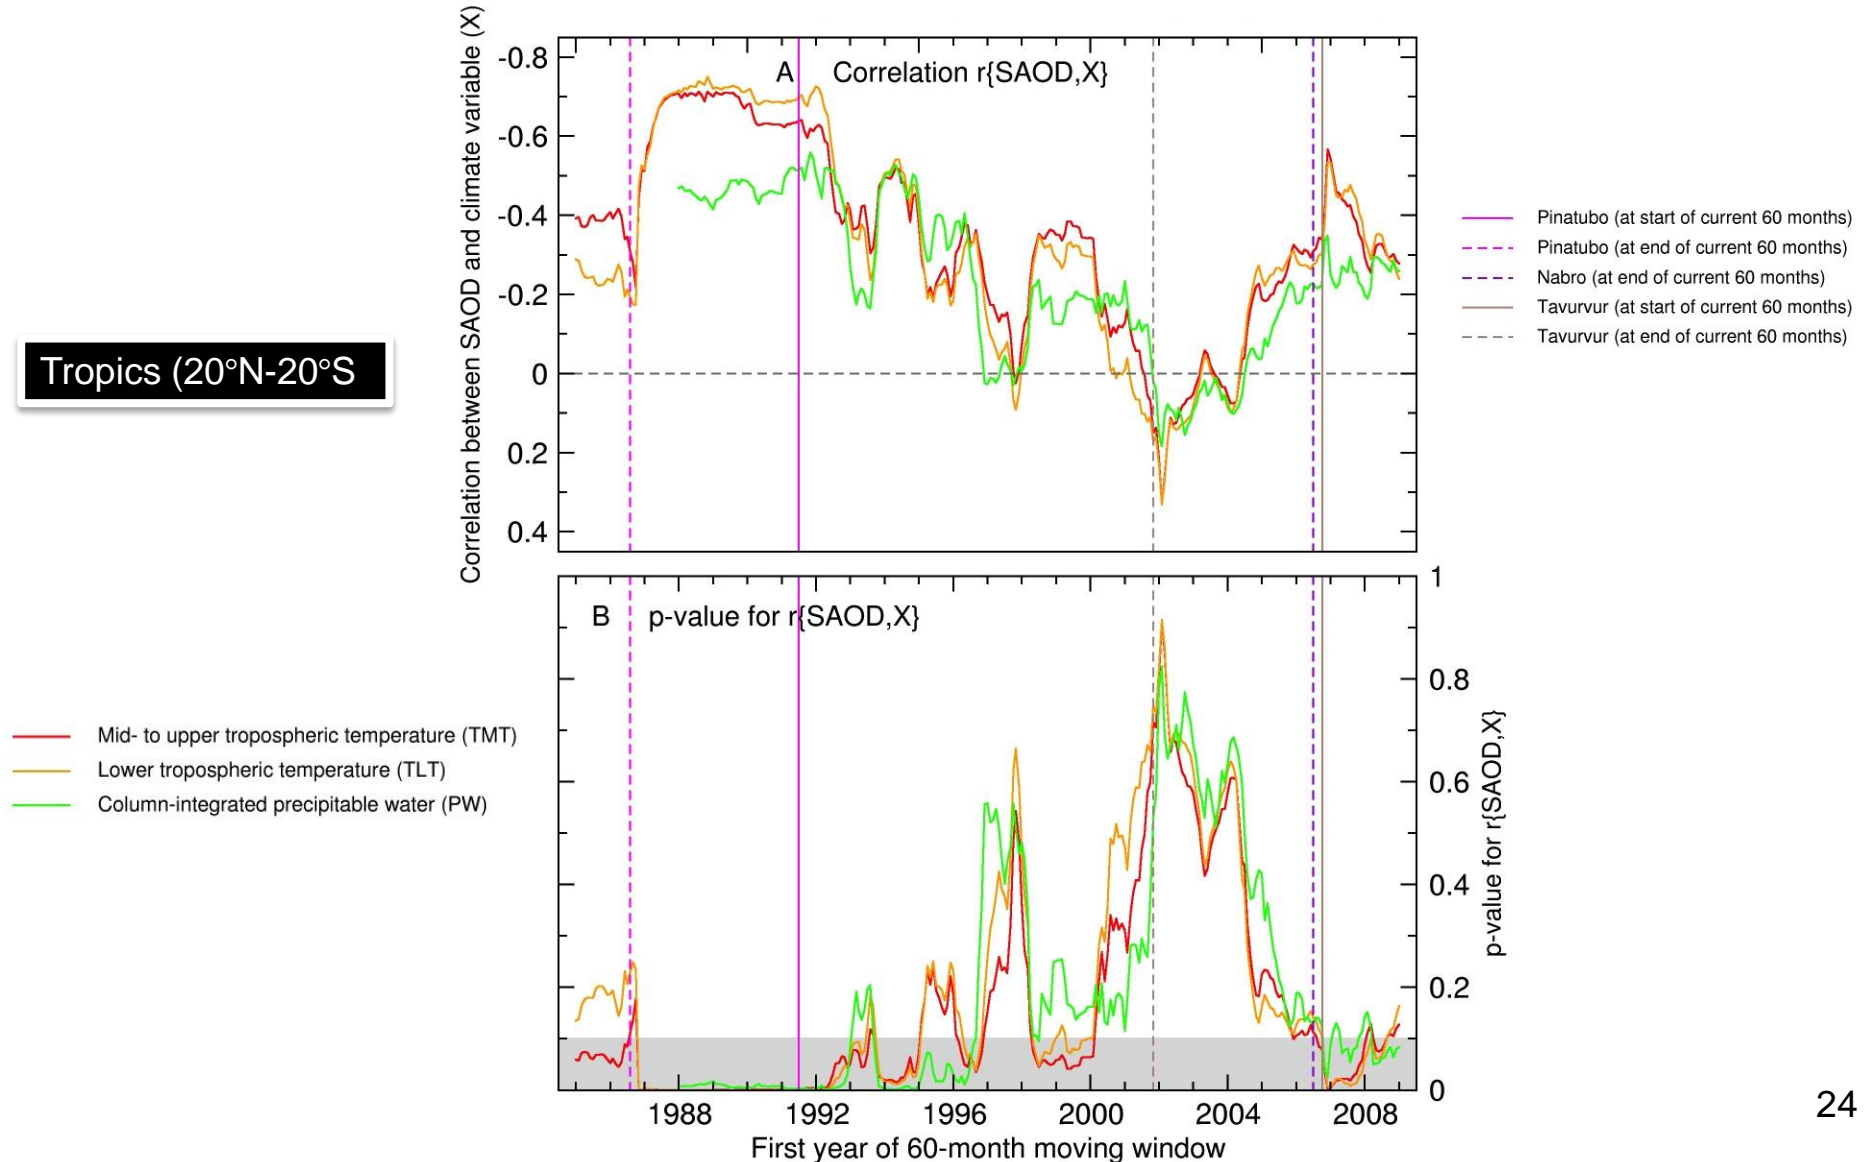 Correlation between SAOD and climate variable (X)
-0.8
-0.6
-0.4
-0.2
0
0.2
0.4
A Correlation r{SAOD,X}
Pinatubo (at start of current 60 months)
Pinatubo (at end of current 60 months)
Nabro (at end of current 60 months)
Tavurvur (at start of current 60 months)
Tavurvur (at end of current 60 months)
Tropics (20°N-20°S
B p-value for r{SAOD,X}
1
0.8
0.6
0.4
0.2
0
p-value for r{SAOD,X}
Mid- to upper tropospheric temperature (TMT)
Lower tropospheric temperature (TLT)
Column-integrated precipitable water (PW)
1988 1992 1996 2000 2004 2008
First year of 60-month moving window
24